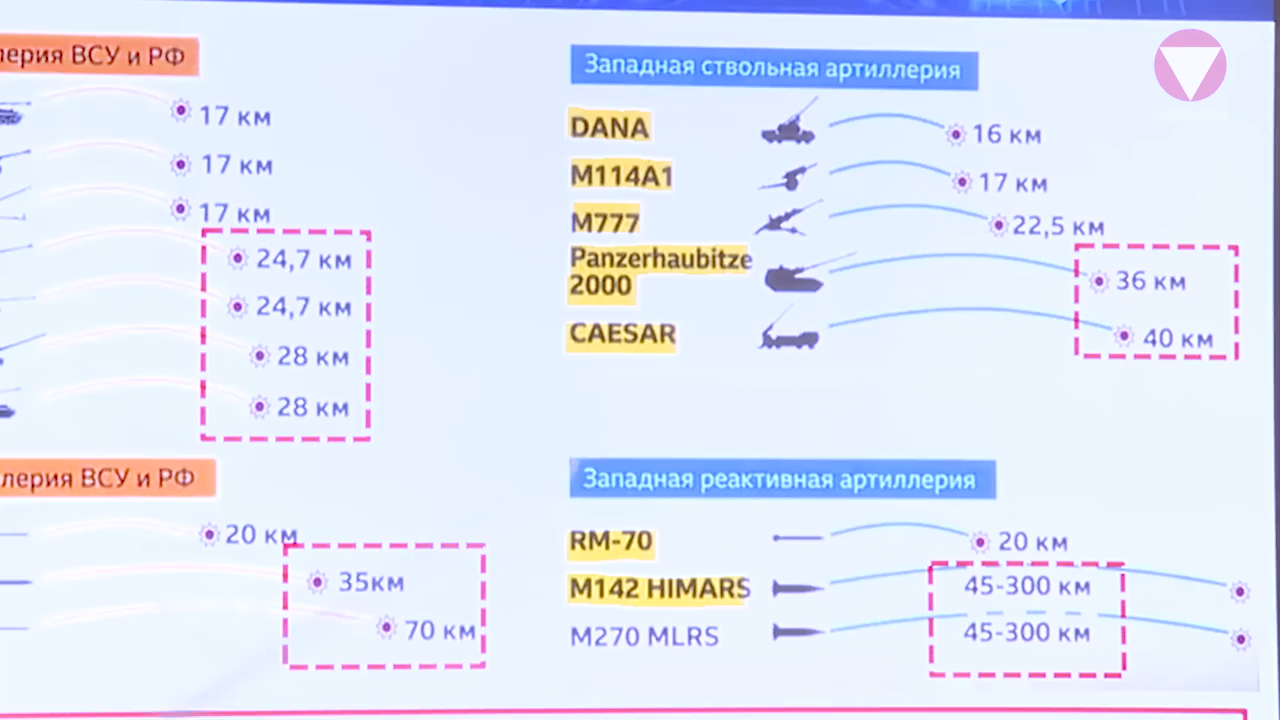 ЛЕРИЯ ВСУ и РФ
17 км
17 км
17 км
24,7 км
24,7 км
28 км
28 км
лерия ВСУ и РФ
20 км
35км
70 км
Западная ствольная артиллерия
DANA
16 км
M114A1
17 км
M777
22,5 км
Panzerhaubitze
2000
36 км
CAESAR
40 км
Западная реактивная артиллерия
RM-70
20 км
M142 HIMARS
45-300 км
M270 MLRS
45-300 км